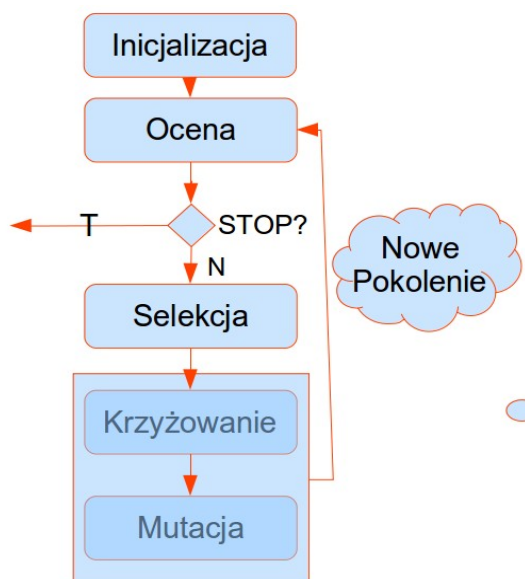 Inicjalizacja
Ocena
T
STOP?
N
Nowe
Pokolenie
Selekcja
Krzyżowanie
Mutacja